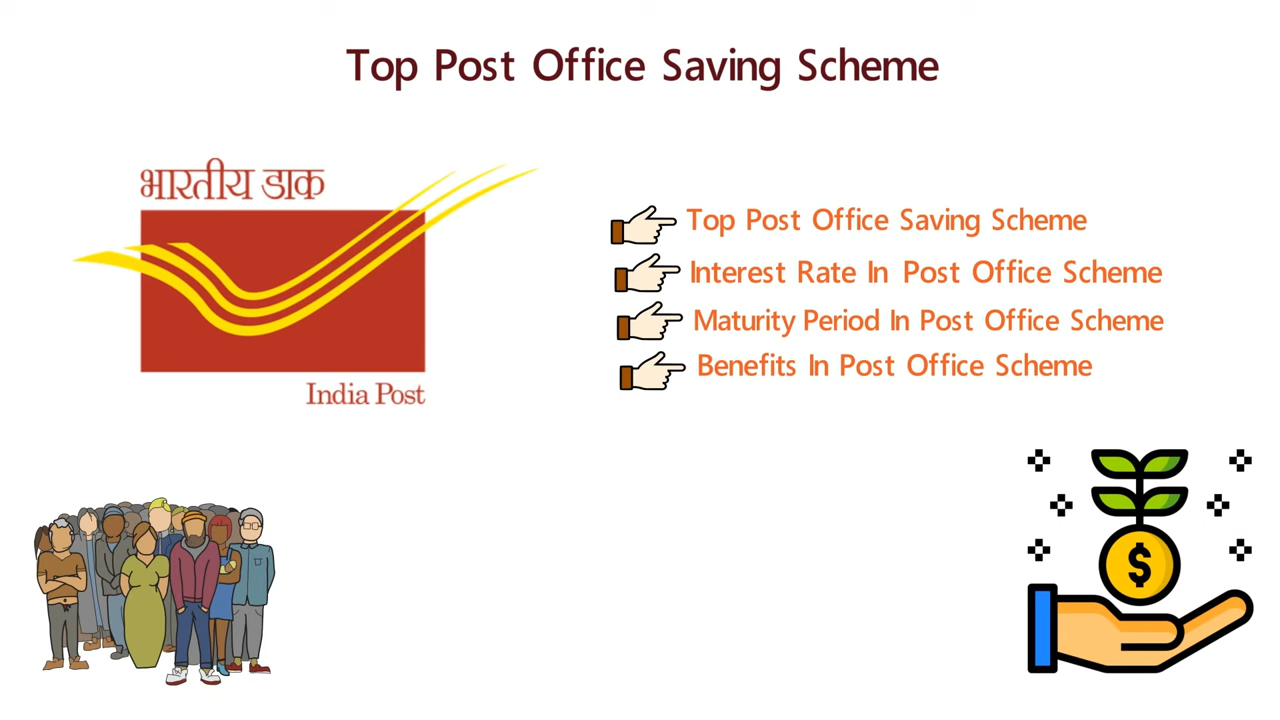 Top Post Office Saving Scheme
भारतीय डाक
India Post
Top Post Office Saving Scheme
Interest Rate In Post Office Scheme
Maturity Period In Post Office Scheme
Benefits In Post Office Scheme
$